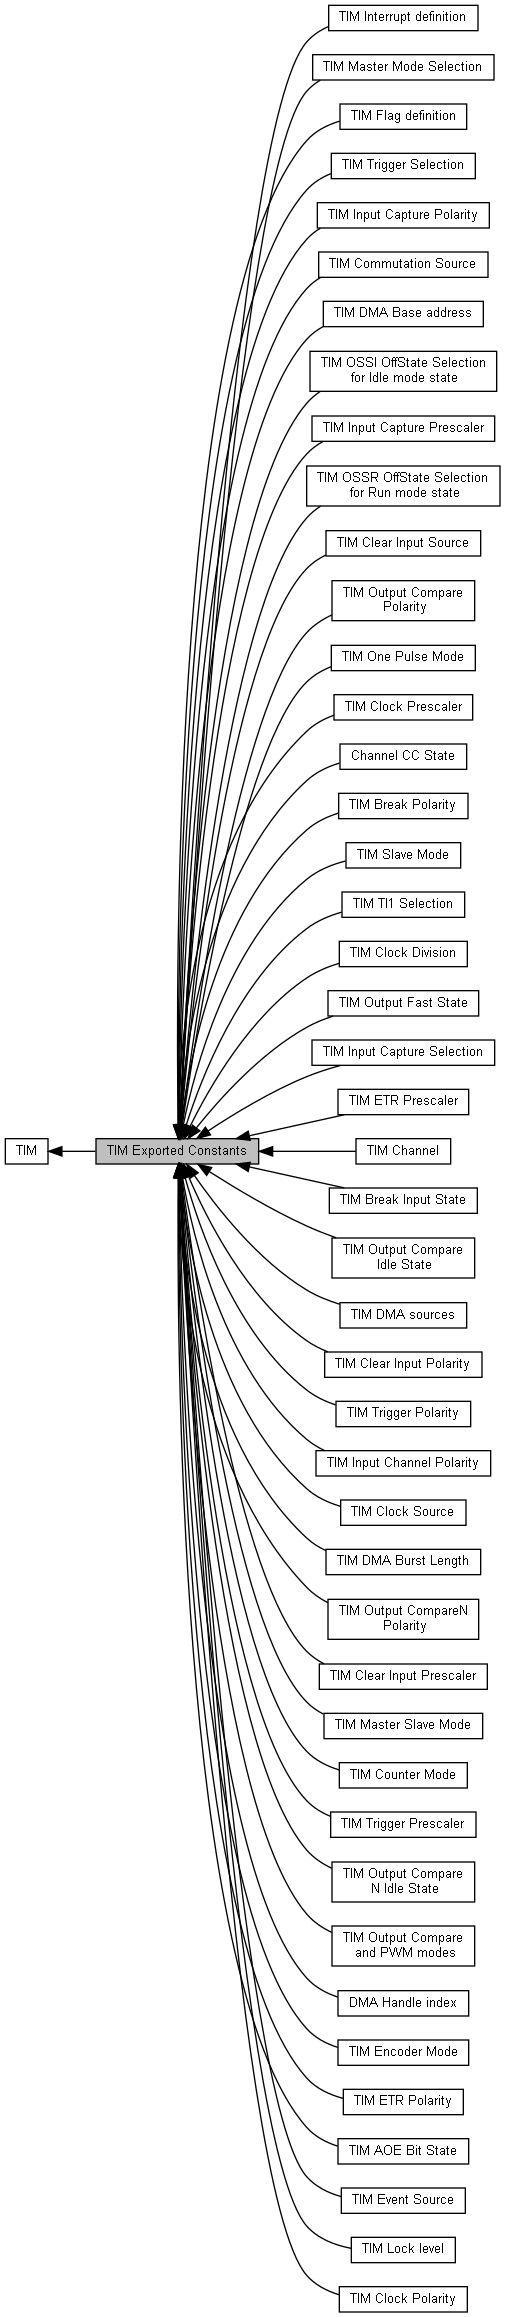 TIM Interrupt definition
TIM Master Mode Selection
TIM Flag definition
TIM Trigger Selection
TIM Input Capture Polarity
TIM Commutation Source
TIM DMA Base address
TIM OSSI OffState Selection
for Idle mode state
TIM Input Capture Prescaler
TIM OSSR OffState Selection
for Run mode state
TIM Clear Input Source
TIM Output Compare
Polarity
TIM One Pulse Mode
TIM Clock Prescaler
Channel CC State
TIM Break Polarity
TIM Slave Mode
TIM TI1 Selection
TIM Clock Division
TIM Output Fast State
TIM Input Capture Selection
TIM ETR Prescaler
TIM
TIM Exported Constants
TIM Channel
TIM Break Input State
TIM Output Compare
Idle State
TIM DMA sources
TIM Clear Input Polarity
TIM Trigger Polarity
TIM Input Channel Polarity
TIM Clock Source
TIM DMA Burst Length
TIM Output CompareN
Polarity
TIM Clear Input Prescaler
TIM Master Slave Mode
TIM Counter Mode
TIM Trigger Prescaler
TIM Output Compare
N Idle State
TIM Output Compare
and PWM modes
DMA Handle index
TIM Encoder Mode
TIM ETR Polarity
TIM AOE Bit State
TIM Event Source
TIM Lock level
TIM Clock Polarity